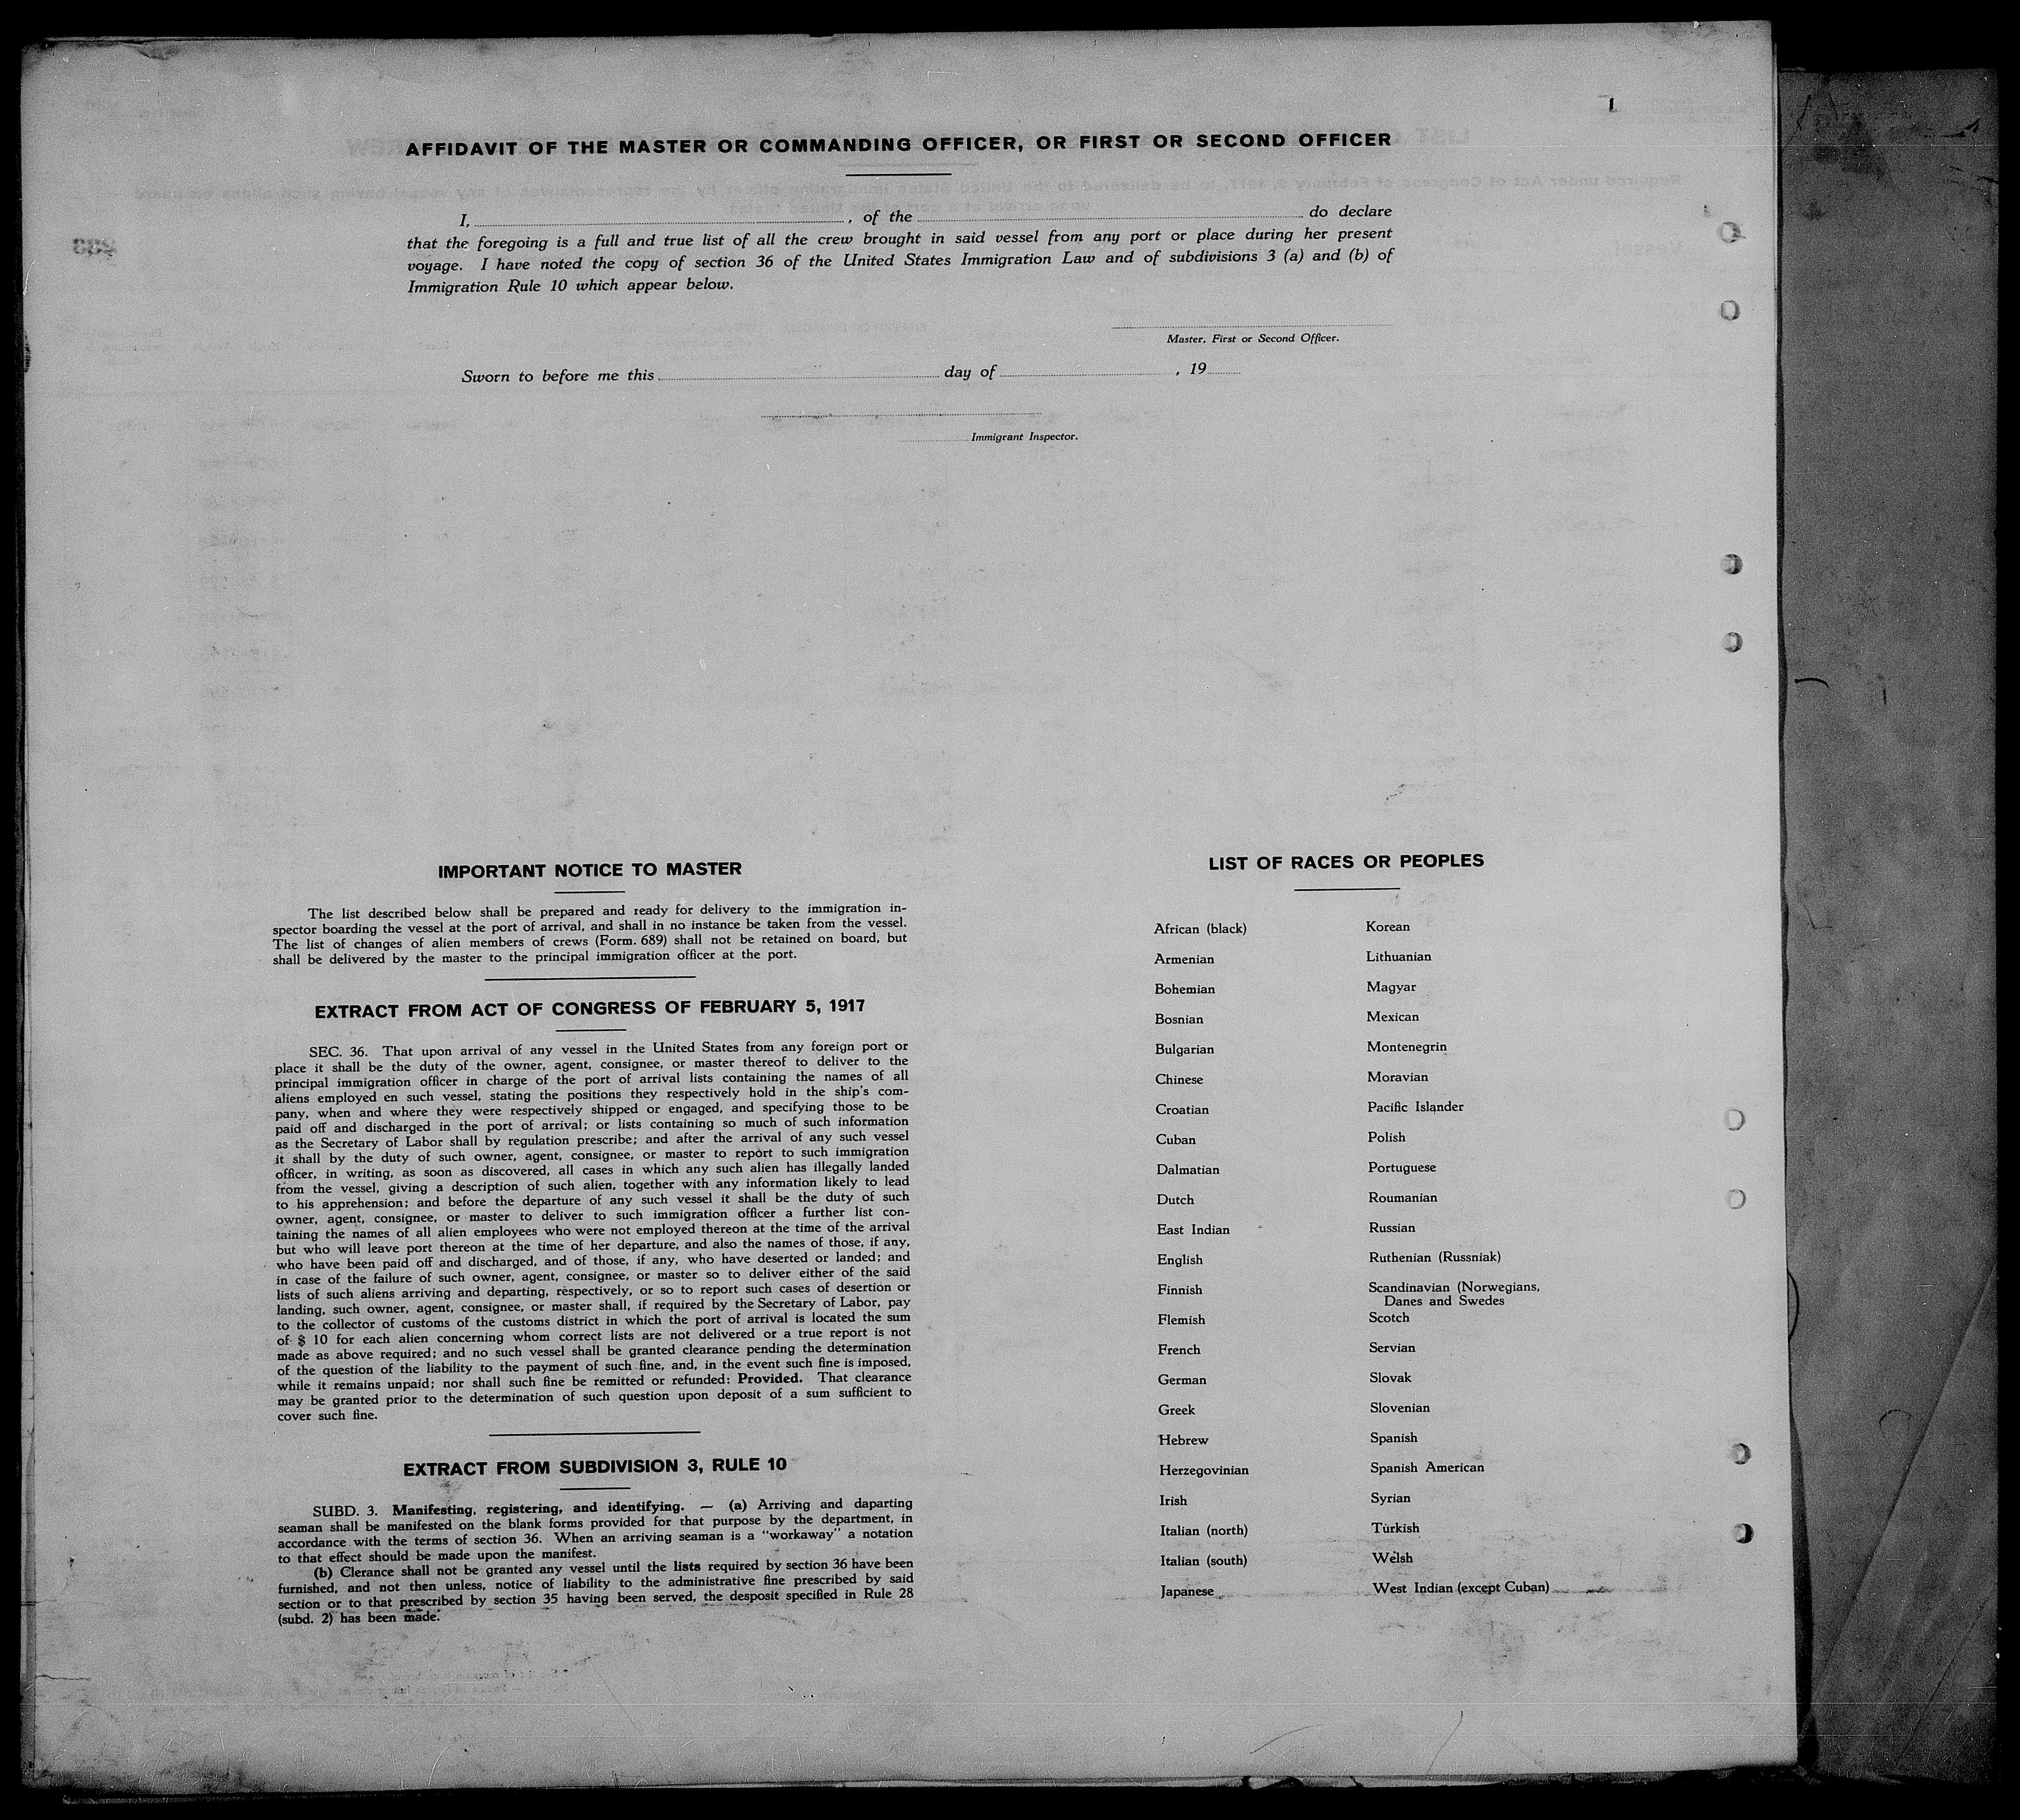 1
AFFIDAVIT OF THE MASTER OR COMMANDING OFFICER, OR FIRST OR SECOND OFFICER
I, , of the do declare
that the foregoing is a full and true list of all the crew brought in said vessel from any port or place during her present
voyage. I have noted the copy of section 36 of the United States Immigration Law and of subdivisions 3 (a) and (b) of
Immigration Rule 10 which appear below.
Master, First or Second Officer.
Sworn to before me this day of , 19
Immigrant Inspector.
IMPORTANT NOTICE TO MASTER
The list described below shall be prepared and ready for delivery to the immigration in-
spector boarding the vessel at the port of arrival, and shall in no instance be taken from the vessel.
The list of changes of alien members of crews (Form. 689) shall not be retained on board, but
shall be delivered by the master to the principal immigration officer at the port.
EXTRACT FROM ACT OF CONGRESS OF FEBRUARY 5, 1917
SEC. 36. That upon arrival of any vessel in the United States from any foreign port or
place it shall be the duty of the owner, agent, consignee, or master thereof to deliver to the
principal immigration officer in charge of the port of arrival lists containing the names of all
aliens employed en such vessel, stating the positions they respectively hold in the ship's com-
pany, when and where they were respectively shipped or engaged, and specifying those to be
paid off and discharged in the port of arrival; or lists containing so much of such information
as the Secretary of Labor shall by regulation prescribe; and after the arrival of any such vessel
it shall by the duty of such owner, agent, consignee, or master to report to such immigration
officer, in writing, as soon as discovered, all cases in which any such alien has illegally landed
from the vessel, giving a description of such alien, together with any information likely to lead
to his apprehension; and before the departure of any such vessel it shall be the duty of such
owner, agent, consignee, or master to deliver to such immigration officer a further list con-
taining the names of all alien employees who were not employed thereon at the time of the arrival
but who will leave port thereon at the time of her departure, and also the names of those, if any,
who have been paid off and discharged, and of those, if any, who have deserted or landed; and
in case of the failure of such owner, agent, consignee, or master so to deliver either of the said
lists of such aliens arriving and departing, respectively, or so to report such cases of desertion or
landing, such owner, agent, consignee, or master shall, if required by the Secretary of Labor, pay
to the collector of customs of the customs district in which the port of arrival is located the sum
of $ 10 for each alien concerning whom correct lists are not delivered or a true report is not
made as above required; and no such vessel shall be granted clearance pending the determination
of the question of the liability to the payment of such fine, and, in the event such fine is imposed,
while it remains unpaid; nor shall such fine be remitted or refunded: Provided. That clearance
may be granted prior to the determination of such question upon deposit of a sum sufficient to
cover such fine.
EXTRACT FROM SUBDIVISION 3, RULE 10
SUBD. 3. Manifesting, registering, and identifying. — (a) Arriving and daparting
seaman shall be manifested on the blank forms provided for that purpose by the department, in
accordance with the terms of section 36. When an arriving seaman is a "workaway" a notation
to that effect should be made upon the manifest.
(b) Clerance shall not be granted any vessel until the lists required by section 36 have been
furnished, and not then unless, notice of liability to the administrative fine prescribed by said
section or to that prescribed by section 35 having been served, the desposit specified in Rule 28
(subd. 2) has been made.
LIST OF RACES OR PEOPLES
African (black)
Armenian
Bohemian
Bosnian
Bulgarian
Chinese
Croatian
Cuban
Dalmatian
Dutch
East Indian
English
Finnish
Flemish
French
German
Greek
Hebrew
Herzegovinian
Irish
Italian (north)
Italian (south)
Japanese
Korean
Lithuanian
Magyar
Mexican
Montenegrin
Moravian
Pacific Islander
Polish
Portuguese
Roumanian
Russian
Ruthenian (Russniak)
Scandinavian (Norwegians,
Danes and Swedes
Scotch
Servian
Slovak
Slovenian
Spanish
Spanish American
Syrian
Turkish
Welsh
West Indian (except Cuban)